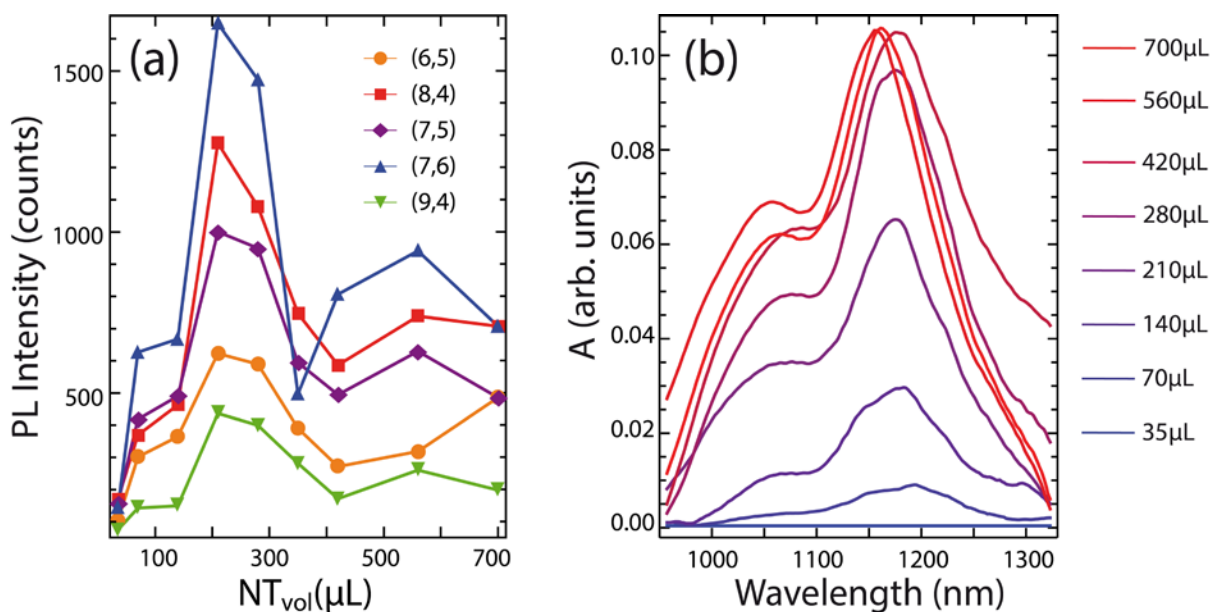 (a)
PL Intensity (counts)
1500
1000
500
100
300
500
700
NTvol(µL)
(6,5)
(8,4)
(7,5)
(7,6)
(9,4)
(b)
A (arb. units)
0.10
0.08
0.06
0.04
0.02
0.00
1000
1100
1200
1300
Wavelength (nm)
700µL
560µL
420µL
280µL
210µL
140µL
70µL
35µL